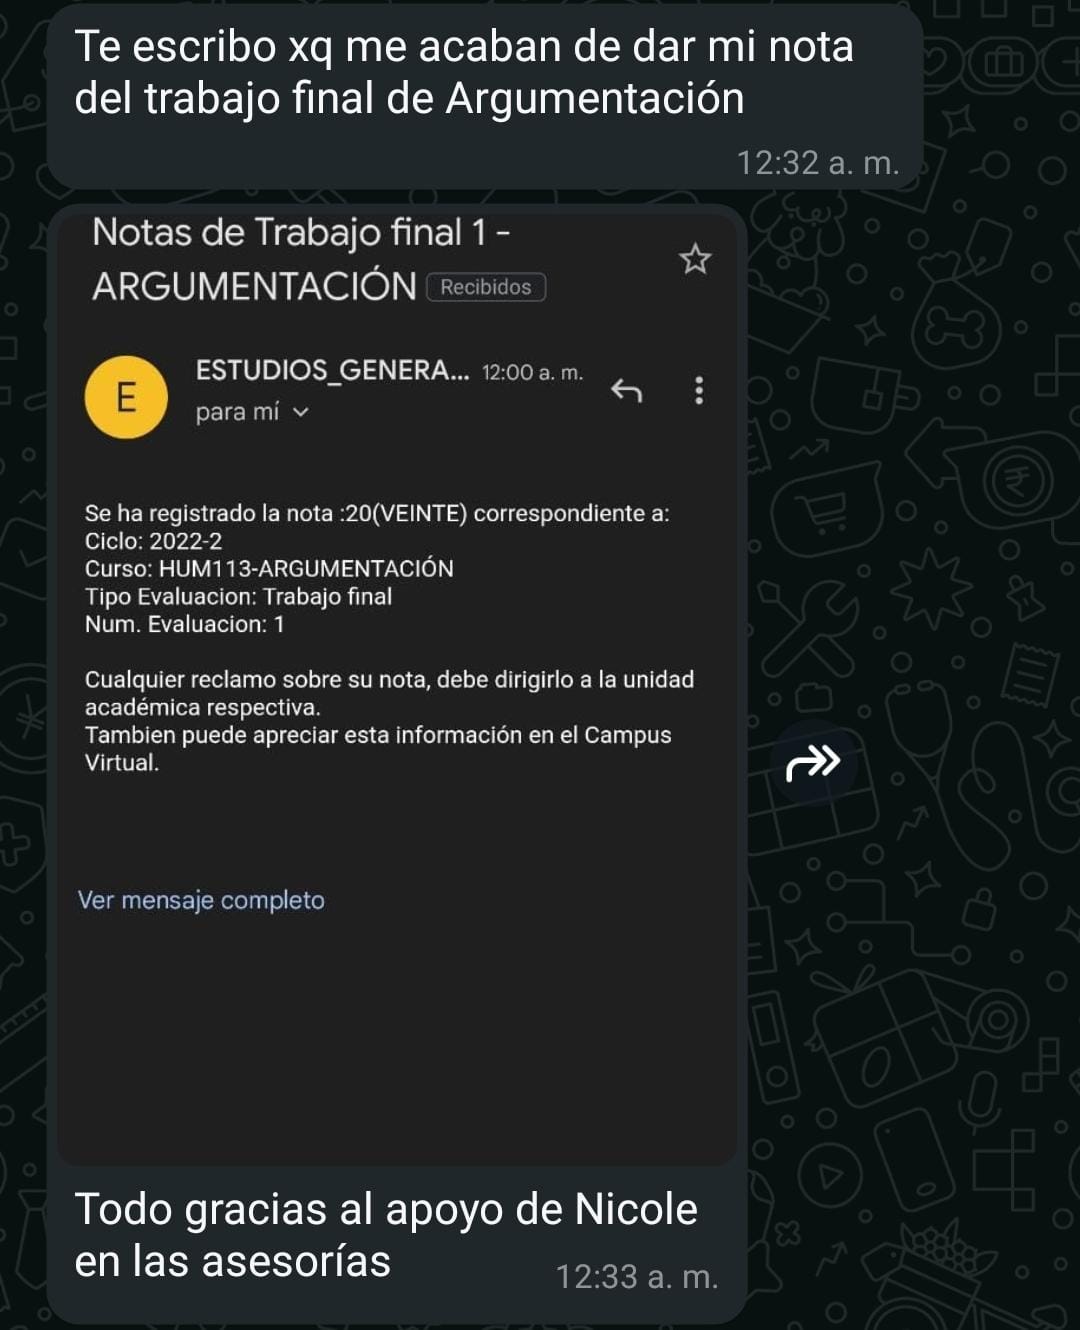 Te escribo xq me acaban de dar mi nota
del trabajo final de Argumentación
12:32 a. m.
Notas de Trabajo final 1 -
ARGUMENTACIÓN Recibidos
E
ESTUDIOS_GENERA... 12:00 a. m.
para mí
Se ha registrado la nota :20(VEINTE) correspondiente a:
Ciclo: 2022-2
Curso: HUM113-ARGUMENTACIÓN
Tipo Evaluacion: Trabajo final
Num. Evaluacion: 1
Cualquier reclamo sobre su nota, debe dirigirlo a la unidad
académica respectiva.
Tambien puede apreciar esta información en el Campus
Virtual.
Ver mensaje completo
Todo gracias al apoyo de Nicole
en las asesorías
12:33 a. m.